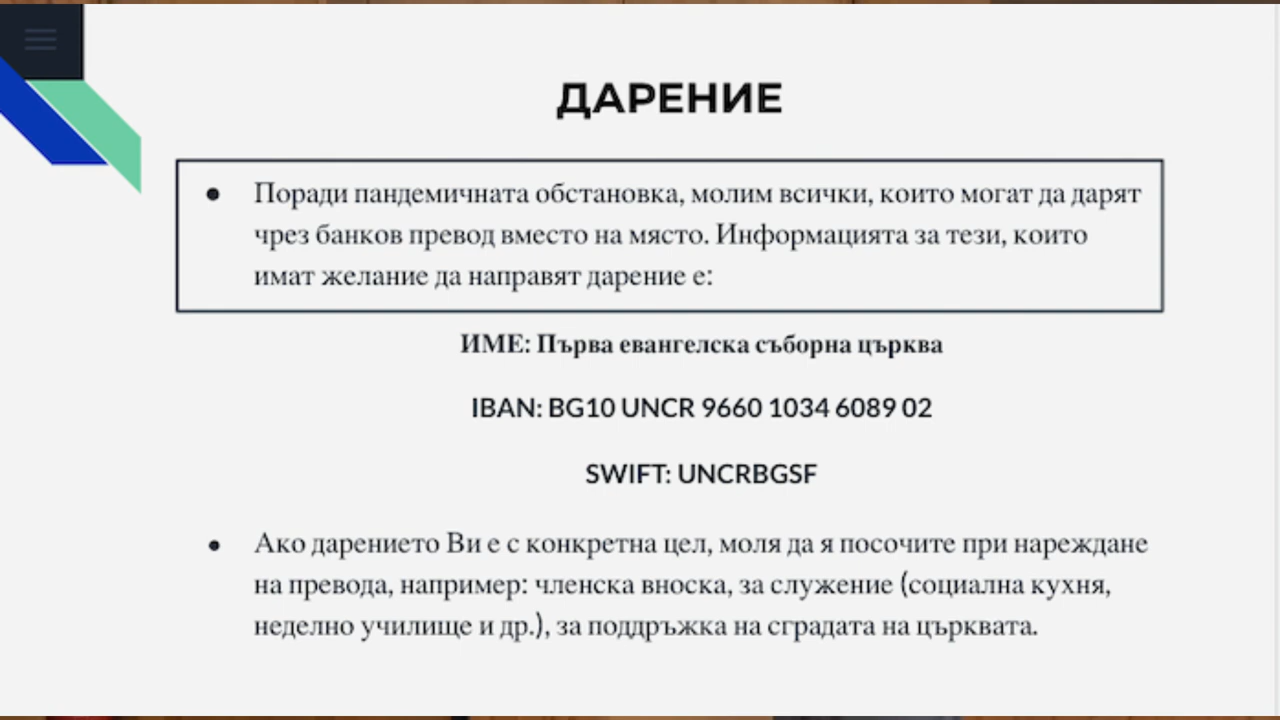 ДАРЕНИЕ
● Поради пандемичната обстановка, молим всички, които могат да дарят
чрез банков превод вместо на място. Информацията за тези, които
имат желание да направят дарение е:
ИМЕ: Първа евангелска съборна църква
IBAN: BG10 UNCR 9660 1034 6089 02
SWIFT: UNCRBGSF
● Ако дарението Ви е с конкретна цел, моля да я посочите при нареждане
на превода, например: членска вноска, за служение (социална кухня,
неделно училище и др.), за поддръжка на сградата на църквата.